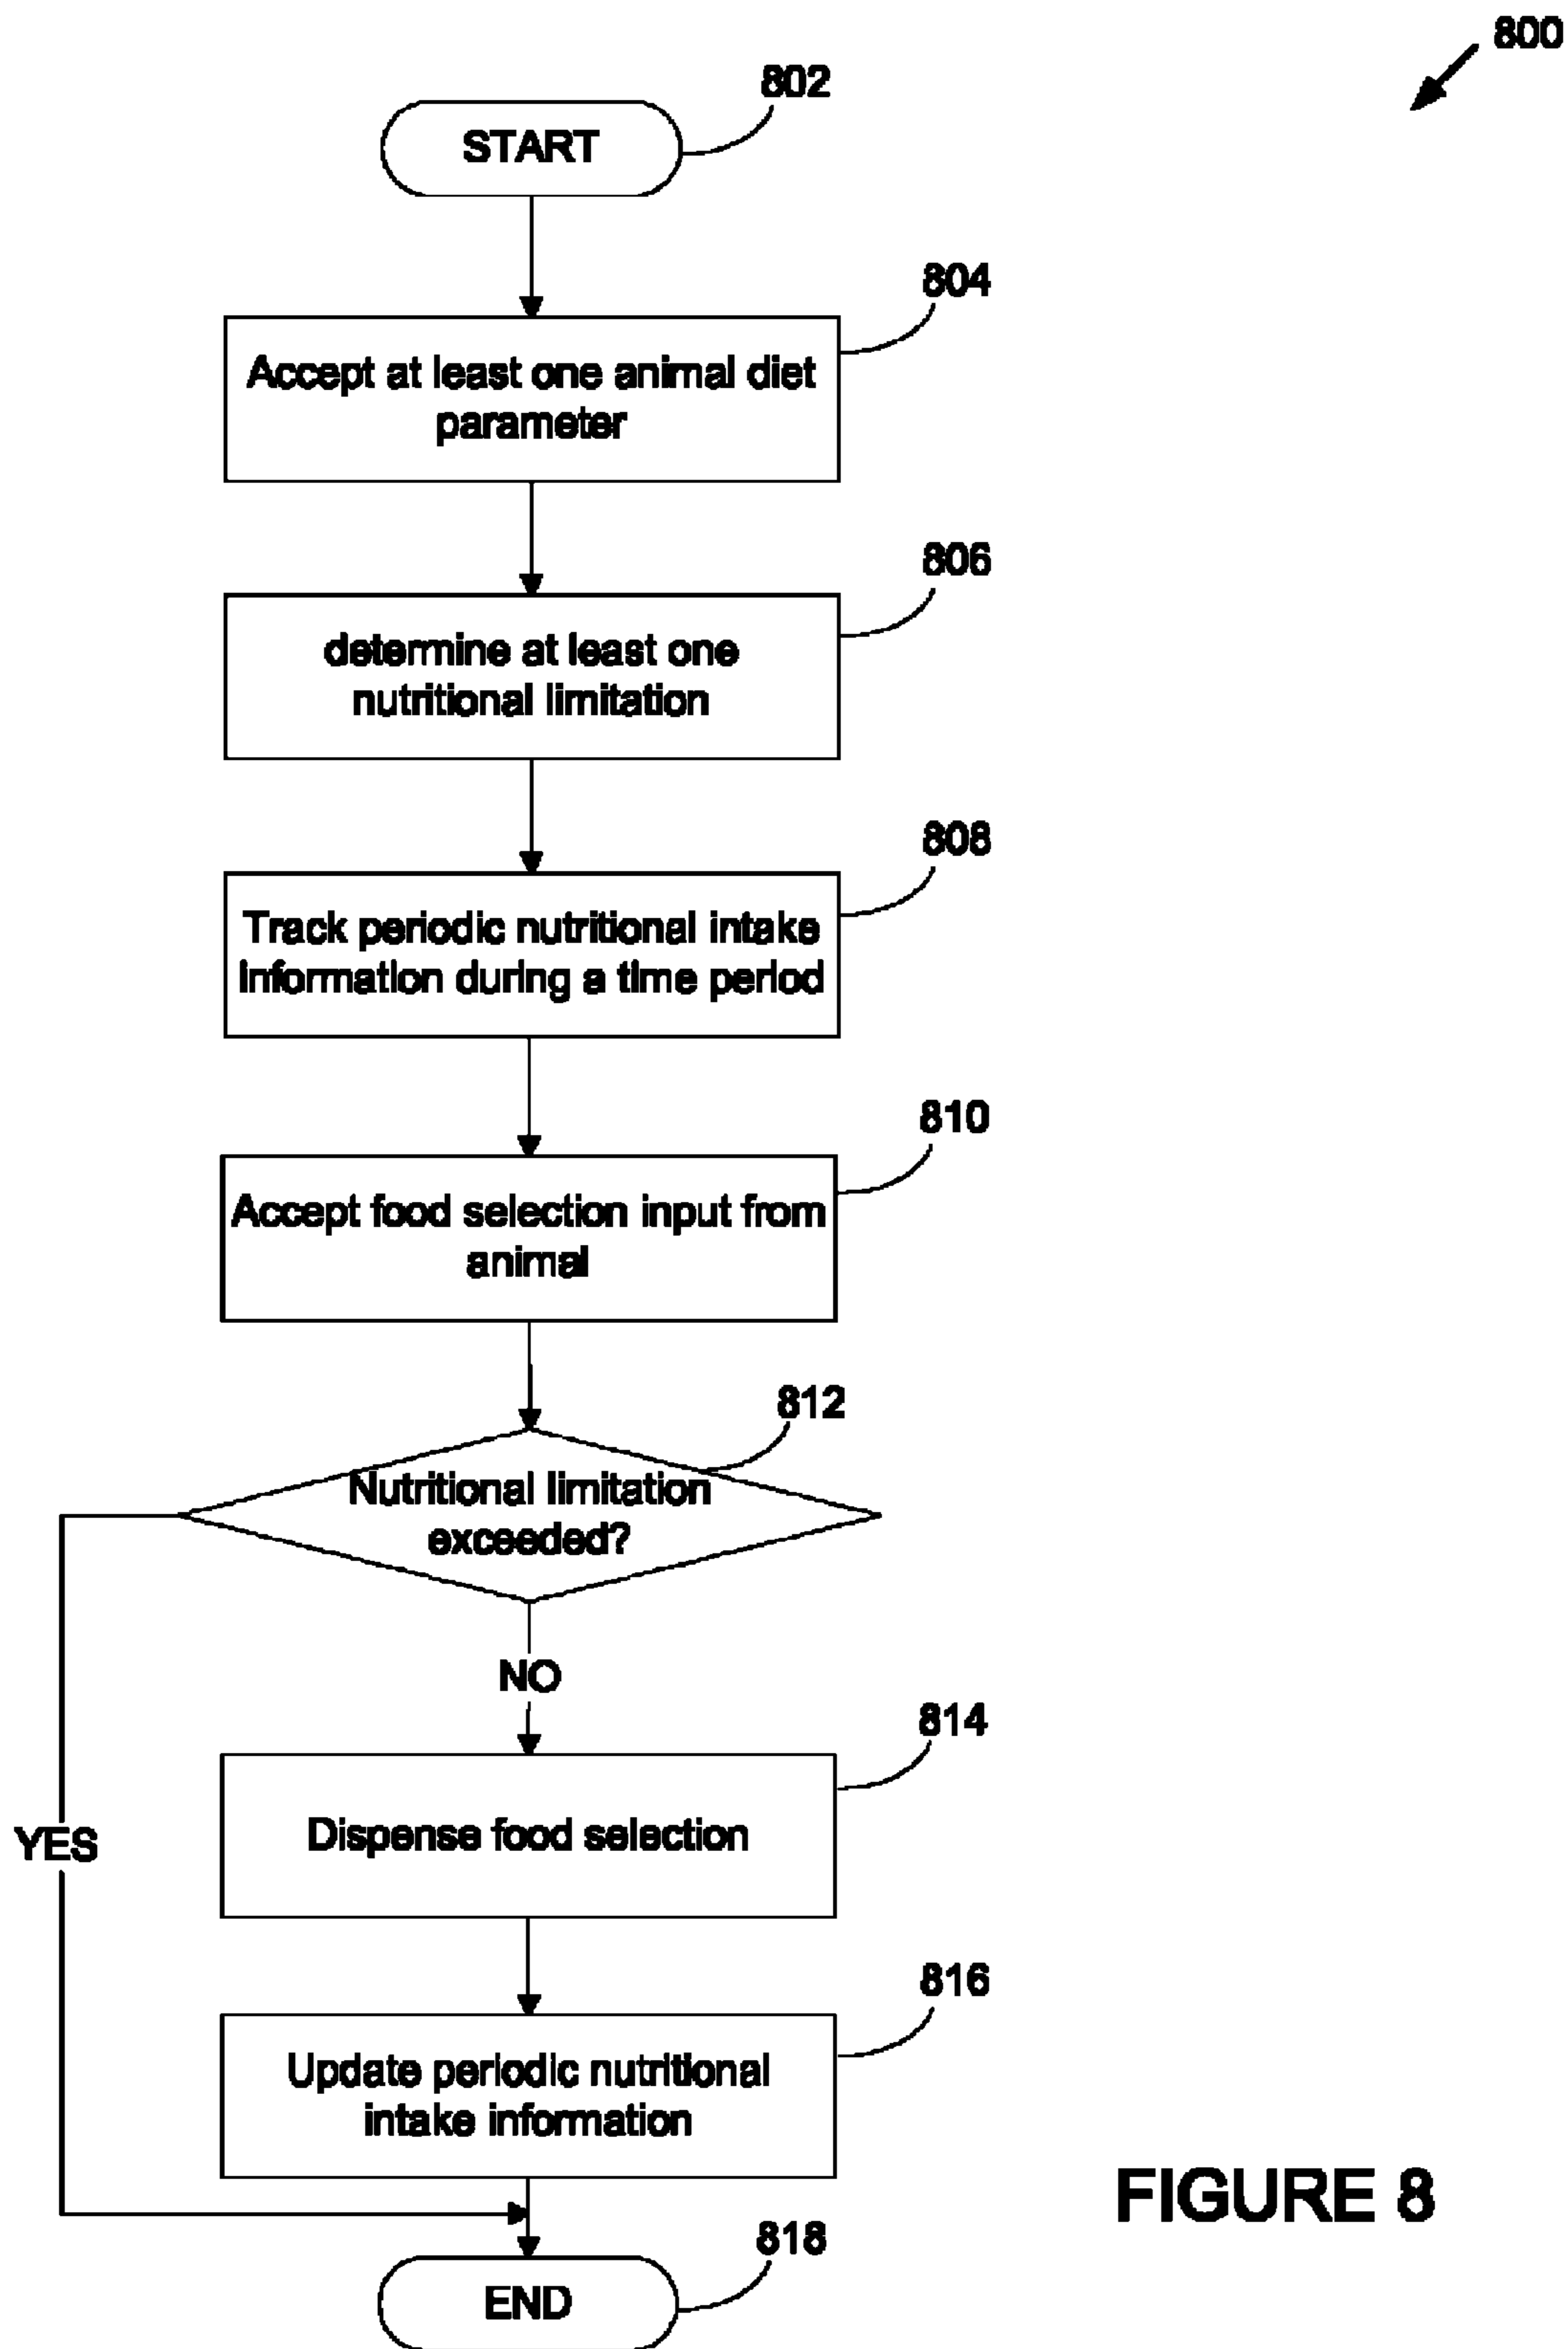 800
802
START
804
Accept at least one animal diet
parameter
806
determine at least one
nutritional limitation
808
Track periodic nutritional intake
information during a time period
810
Accept food selection input from
animal
812
Nutritional limitation
exceeded?
NO
814
Dispense food selection
YES
816
Update periodic nutritional
intake information
FIGURE 8
818
END